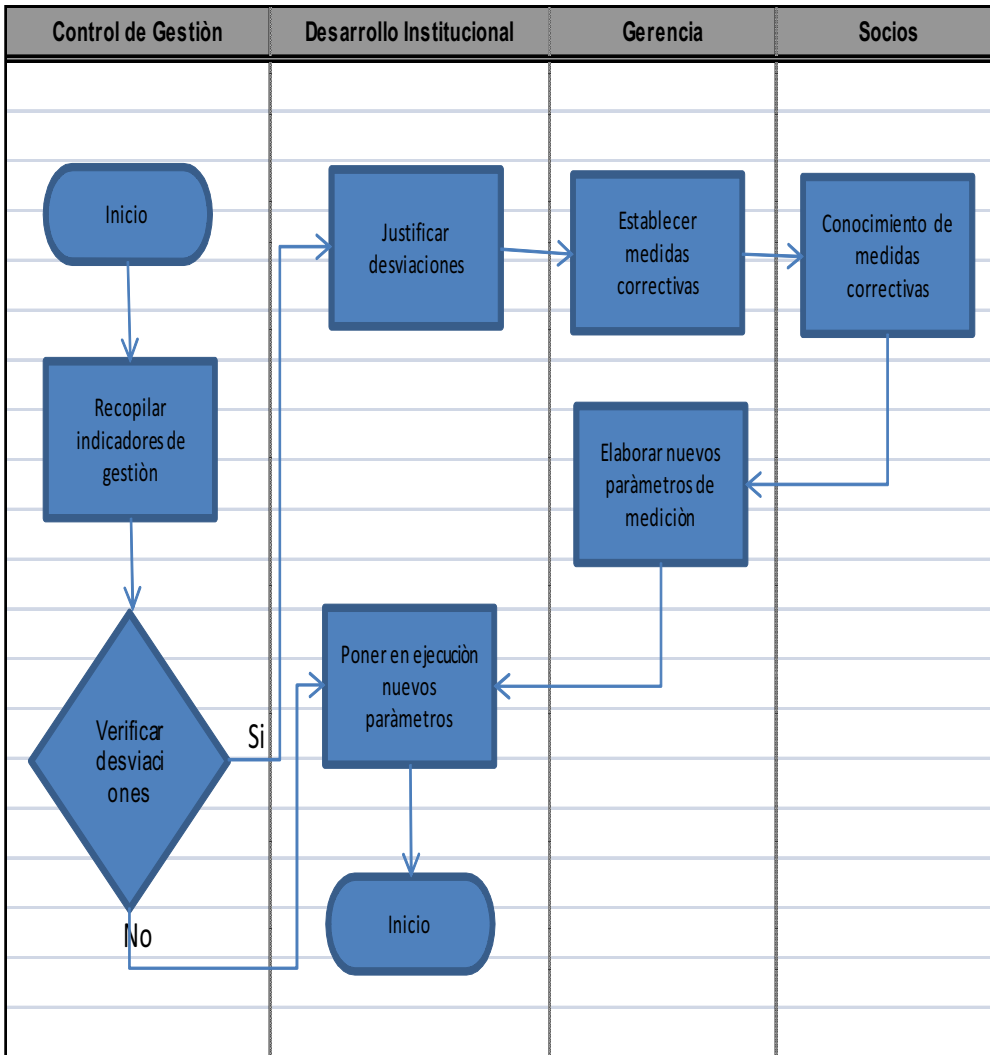 Control de Gestiòn
Desarrollo Institucional
Gerencia
Socios
Inicio
Justificar
desviaciones
Establecer
medidas
correctivas
Conocimiento de
medidas
correctivas
Recopilar
indicadores de
gestiòn
Elaborar nuevos
paràmetros de
mediciòn
Verificar
desviaci
ones
Si
No
Poner en ejecuciòn
nuevos
paràmetros
Inicio